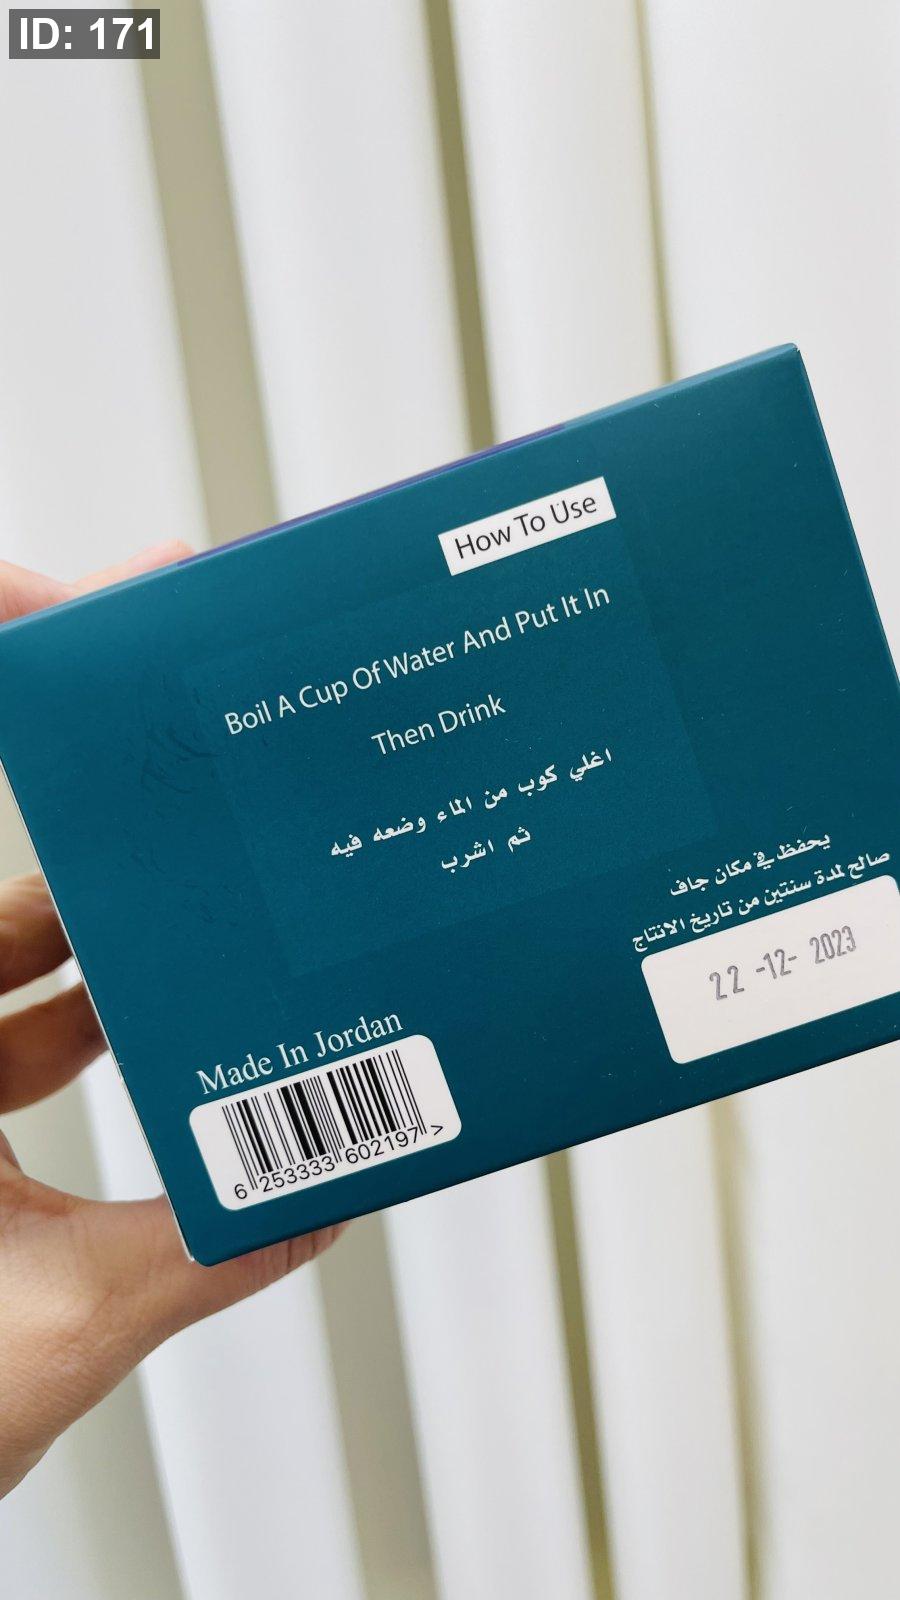 ID: 171
How To Use
Boil A Cup Of Water And Put It In
Then Drink
اغلي كوب من الماء وضعه فيه
ثم اشرب
يحفظ في مكان جاف
صالح لمدة سنتين من تاريخ الانتاج
22 -12- 2023
Made In Jordan
6 253333 602197 >